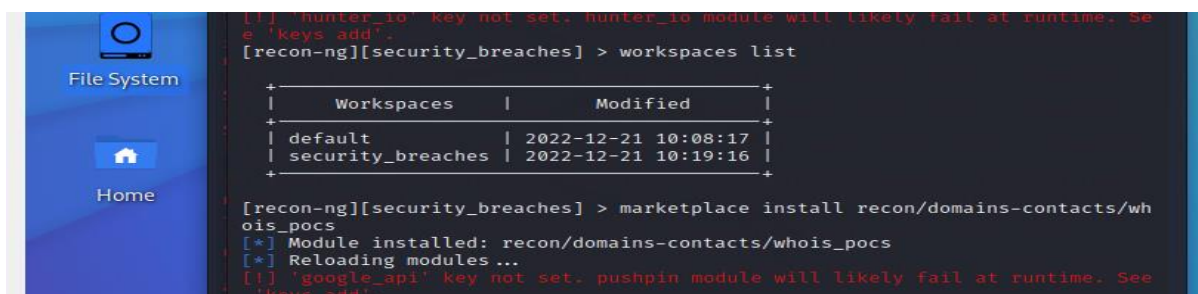 [!] 'hunter_io' key not set. hunter_io module will likely fail at runtime. Se
e 'keys add'.
[recon-ng][security_breaches] > workspaces list
File System
| Workspaces | Modified |
| default | 2022-12-21 10:08:17 |
| security_breaches | 2022-12-21 10:19:16 |
Home
[recon-ng][security_breaches] > marketplace install recon/domains-contacts/wh
ois_pocs
[*] Module installed: recon/domains-contacts/whois_pocs
[*] Reloading modules...
[!] 'google_api' key not set. pushpin module will likely fail at runtime. See
'keys add'.